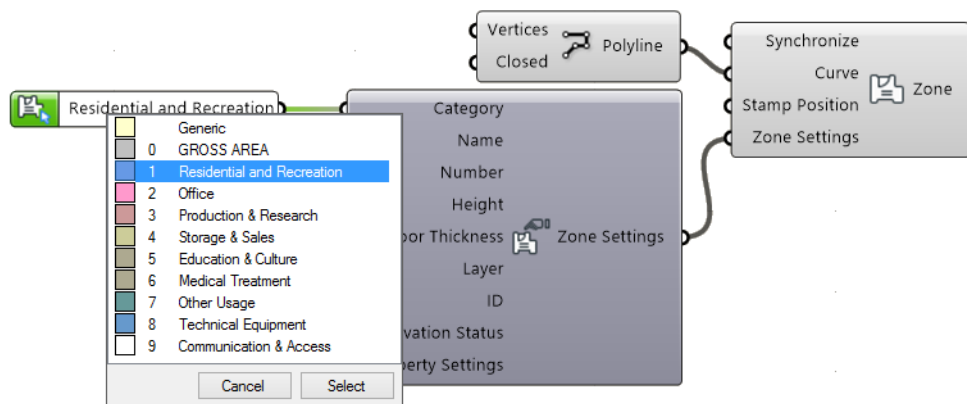 Vertices
Closed
Polyline
Synchronize
Curve
Stamp Position
Zone Settings
Zone
Residential and Recreation
Category
Name
Number
Height
oor Thickness
Layer
ID
vation Status
perty Settings
Zone Settings
Generic
0 GROSS AREA
1 Residential and Recreation
2 Office
3 Production & Research
4 Storage & Sales
5 Education & Culture
6 Medical Treatment
7 Other Usage
8 Technical Equipment
9 Communication & Access
Cancel Select